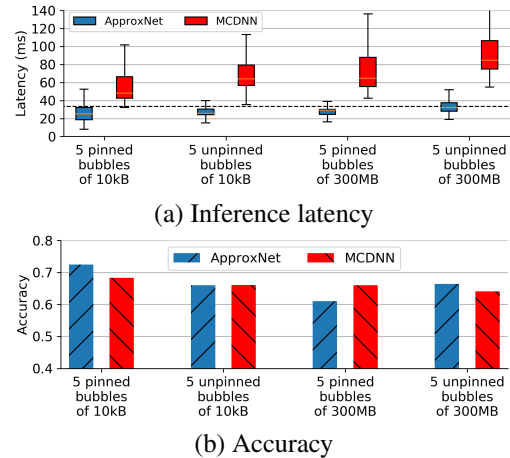 140
120
100
80
60
40
20
0
Latency (ms)
ApproxNet
MCDNN
5 pinned
bubbles
of 10kB
5 unpinned
bubbles
of 10kB
5 pinned
bubbles
of 300MB
5 unpinned
bubbles
of 300MB
(a) Inference latency
0.8
0.7
0.6
0.5
0.4
Accuracy
ApproxNet
MCDNN
5 pinned
bubbles
of 10kB
5 unpinned
bubbles
of 10kB
5 pinned
bubbles
of 300MB
5 unpinned
bubbles
of 300MB
(b) Accuracy